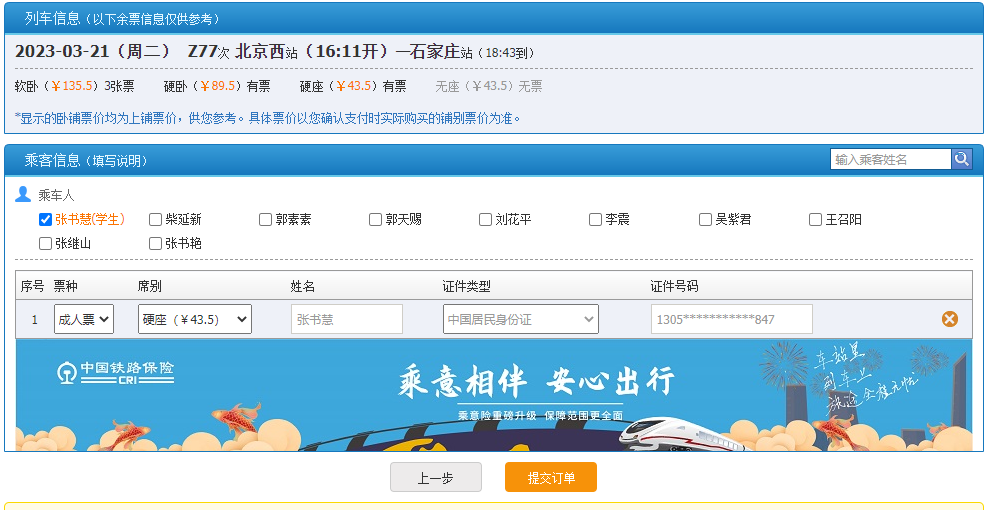 列车信息（以下余票信息仅供参考）
2023-03-21（周二） Z77次 北京西站（16:11开）—石家庄站（18:43到）
软卧（￥135.5）3张票 硬卧（￥89.5）有票 硬座（￥43.5）有票 无座（￥43.5）无票
*显示的卧铺票价均为上铺票价，供您参考。具体票价以您确认支付时实际购买的铺别票价为准。
乘客信息（填写说明） 输入乘客姓名
乘车人
张书慧(学生) 柴延新 郭素素 郭天赐 刘花平 李震 吴紫君 王召阳
张继山 张书艳
序号 票种 席别 姓名 证件类型 证件号码
1 成人票 硬座（￥43.5） 张书慧 中国居民身份证 1305***********847
中国铁路保险
CRI
乘意相伴 安心出行
乘意险重磅升级 保障范围更全面
车站里
列车上
旅途全程无忧
上一步 提交订单